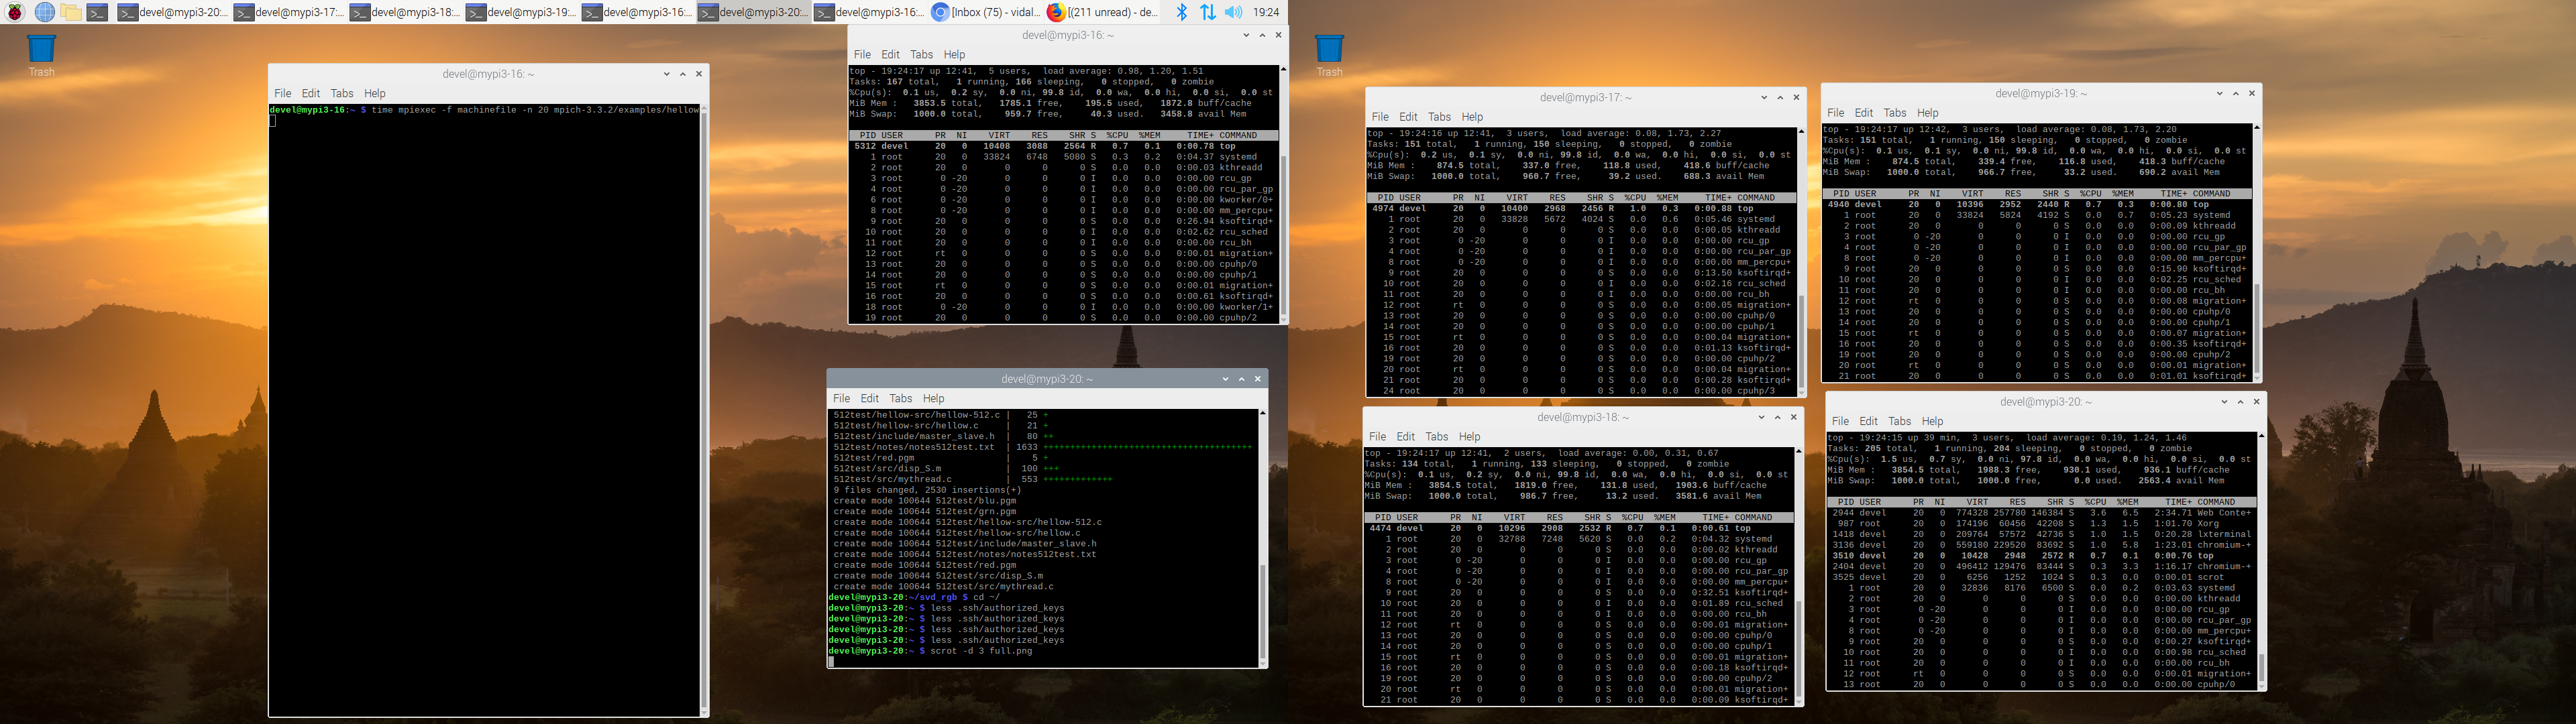 devel@mypi3-20:...
devel@mypi3-17:...
devel@mypi3-18:...
devel@mypi3-19:...
devel@mypi3-16:...
devel@mypi3-20:...
devel@mypi3-16:...
[Inbox (75) - vidal...
[(211 unread) - de...
19:24
Trash
devel@mypi3-16: ~
File Edit Tabs Help
devel@mypi3-16:~ $ time mpiexec -f machinefile -n 20 mpich-3.3.2/examples/hellow
devel@mypi3-16: ~
File Edit Tabs Help
top - 19:24:17 up 12:41,  5 users,  load average: 0.98, 1.20, 1.51
Tasks: 167 total,   1 running, 166 sleeping,   0 stopped,   0 zombie
%Cpu(s):  0.1 us,  0.2 sy,  0.0 ni, 99.8 id,  0.0 wa,  0.0 hi,  0.0 si,  0.0 st
MiB Mem :   3853.5 total,   1785.1 free,    195.5 used,   1872.8 buff/cache
MiB Swap:   1000.0 total,    959.7 free,     40.3 used.   3458.8 avail Mem
PID USER PR NI VIRT RES SHR S %CPU %MEM TIME+ COMMAND
5312 devel 20 0 10408 3088 2564 R 0.7 0.1 0:00.78 top
1 root 20 0 33824 6748 5080 S 0.3 0.2 0:04.37 systemd
2 root 20 0 0 0 0 S 0.0 0.0 0:00.03 kthreadd
3 root 0 -20 0 0 0 I 0.0 0.0 0:00.00 rcu_gp
4 root 0 -20 0 0 0 I 0.0 0.0 0:00.00 rcu_par_gp
6 root 0 -20 0 0 0 I 0.0 0.0 0:00.00 kworker/0+
8 root 0 -20 0 0 0 I 0.0 0.0 0:00.00 mm_percpu+
9 root 20 0 0 0 0 S 0.0 0.0 0:26.94 ksoftirqd+
10 root 20 0 0 0 0 I 0.0 0.0 0:02.62 rcu_sched
11 root 20 0 0 0 0 I 0.0 0.0 0:00.00 rcu_bh
12 root rt 0 0 0 0 S 0.0 0.0 0:00.01 migration+
13 root 20 0 0 0 0 S 0.0 0.0 0:00.00 cpuhp/0
14 root 20 0 0 0 0 S 0.0 0.0 0:00.00 cpuhp/1
15 root rt 0 0 0 0 S 0.0 0.0 0:00.01 migration+
16 root 20 0 0 0 0 S 0.0 0.0 0:00.61 ksoftirqd+
18 root 0 -20 0 0 0 I 0.0 0.0 0:00.00 kworker/1+
19 root 20 0 0 0 0 S 0.0 0.0 0:00.00 cpuhp/2
devel@mypi3-20: ~
File Edit Tabs Help
512test/hellow-src/hellow-512.c |   25 +
512test/hellow-src/hellow.c     |   21 +
512test/include/master_slave.h  |   80 ++
512test/notes/notes512test.txt  | 1633 +++++++++++++++++++++++++++++++++++++++
512test/red.pgm                 |    5 +
512test/src/disp_S.m            |  100 +++
512test/src/mythread.c          |  553 +++++++++++++
9 files changed, 2530 insertions(+)
create mode 100644 512test/blu.pgm
create mode 100644 512test/grn.pgm
create mode 100644 512test/hellow-src/hellow-512.c
create mode 100644 512test/hellow-src/hellow.c
create mode 100644 512test/include/master_slave.h
create mode 100644 512test/notes/notes512test.txt
create mode 100644 512test/red.pgm
create mode 100644 512test/src/disp_S.m
create mode 100644 512test/src/mythread.c
devel@mypi3-20:~/svd_rgb $ cd ~/
devel@mypi3-20:~ $ less .ssh/authorized_keys
devel@mypi3-20:~ $ less .ssh/authorized_keys
devel@mypi3-20:~ $ less .ssh/authorized_keys
devel@mypi3-20:~ $ less .ssh/authorized_keys
devel@mypi3-20:~ $ scrot -d 3 full.png
Trash
devel@mypi3-17: ~
File Edit Tabs Help
top - 19:24:16 up 12:41,  3 users,  load average: 0.08, 1.73, 2.27
Tasks: 151 total,   1 running, 150 sleeping,   0 stopped,   0 zombie
%Cpu(s):  0.2 us,  0.1 sy,  0.0 ni, 99.8 id,  0.0 wa,  0.0 hi,  0.0 si,  0.0 st
MiB Mem :    874.5 total,    337.0 free,    118.8 used,    418.6 buff/cache
MiB Swap:   1000.0 total,    960.7 free,     39.2 used.    688.3 avail Mem
PID USER PR NI VIRT RES SHR S %CPU %MEM TIME+ COMMAND
4974 devel 20 0 10400 2968 2456 R 1.0 0.3 0:00.88 top
1 root 20 0 33828 5672 4024 S 0.0 0.6 0:05.46 systemd
2 root 20 0 0 0 0 S 0.0 0.0 0:00.05 kthreadd
3 root 0 -20 0 0 0 I 0.0 0.0 0:00.00 rcu_gp
4 root 0 -20 0 0 0 I 0.0 0.0 0:00.00 rcu_par_gp
8 root 0 -20 0 0 0 I 0.0 0.0 0:00.00 mm_percpu+
9 root 20 0 0 0 0 S 0.0 0.0 0:13.50 ksoftirqd+
10 root 20 0 0 0 0 I 0.0 0.0 0:02.16 rcu_sched
11 root 20 0 0 0 0 I 0.0 0.0 0:00.00 rcu_bh
12 root rt 0 0 0 0 S 0.0 0.0 0:00.05 migration+
13 root 20 0 0 0 0 S 0.0 0.0 0:00.00 cpuhp/0
14 root 20 0 0 0 0 S 0.0 0.0 0:00.00 cpuhp/1
15 root rt 0 0 0 0 S 0.0 0.0 0:00.04 migration+
16 root 20 0 0 0 0 S 0.0 0.0 0:01.13 ksoftirqd+
19 root 20 0 0 0 0 S 0.0 0.0 0:00.00 cpuhp/2
20 root rt 0 0 0 0 S 0.0 0.0 0:00.04 migration+
21 root 20 0 0 0 0 S 0.0 0.0 0:00.28 ksoftirqd+
24 root 20 0 0 0 0 S 0.0 0.0 0:00.00 cpuhp/3
devel@mypi3-19: ~
File Edit Tabs Help
top - 19:24:17 up 12:42,  3 users,  load average: 0.08, 1.73, 2.20
Tasks: 151 total,   1 running, 150 sleeping,   0 stopped,   0 zombie
%Cpu(s):  0.1 us,  0.1 sy,  0.0 ni, 99.8 id,  0.0 wa,  0.0 hi,  0.0 si,  0.0 st
MiB Mem :    874.5 total,    339.4 free,    116.8 used,    418.3 buff/cache
MiB Swap:   1000.0 total,    966.7 free,     33.2 used.    690.2 avail Mem
PID USER PR NI VIRT RES SHR S %CPU %MEM TIME+ COMMAND
4940 devel 20 0 10396 2952 2440 R 0.7 0.3 0:00.80 top
1 root 20 0 33824 5824 4192 S 0.0 0.7 0:05.23 systemd
2 root 20 0 0 0 0 S 0.0 0.0 0:00.09 kthreadd
3 root 0 -20 0 0 0 I 0.0 0.0 0:00.00 rcu_gp
4 root 0 -20 0 0 0 I 0.0 0.0 0:00.00 rcu_par_gp
8 root 0 -20 0 0 0 I 0.0 0.0 0:00.00 mm_percpu+
9 root 20 0 0 0 0 S 0.0 0.0 0:15.90 ksoftirqd+
10 root 20 0 0 0 0 I 0.0 0.0 0:02.25 rcu_sched
11 root 20 0 0 0 0 I 0.0 0.0 0:00.00 rcu_bh
12 root rt 0 0 0 0 S 0.0 0.0 0:00.08 migration+
13 root 20 0 0 0 0 S 0.0 0.0 0:00.00 cpuhp/0
14 root 20 0 0 0 0 S 0.0 0.0 0:00.00 cpuhp/1
15 root rt 0 0 0 0 S 0.0 0.0 0:00.07 migration+
16 root 20 0 0 0 0 S 0.0 0.0 0:00.35 ksoftirqd+
19 root 20 0 0 0 0 S 0.0 0.0 0:00.00 cpuhp/2
20 root rt 0 0 0 0 S 0.0 0.0 0:00.01 migration+
21 root 20 0 0 0 0 S 0.0 0.0 0:01.01 ksoftirqd+
devel@mypi3-18: ~
File Edit Tabs Help
top - 19:24:17 up 12:41,  2 users,  load average: 0.00, 0.31, 0.67
Tasks: 134 total,   1 running, 133 sleeping,   0 stopped,   0 zombie
%Cpu(s):  0.1 us,  0.2 sy,  0.0 ni, 99.8 id,  0.0 wa,  0.0 hi,  0.0 si,  0.0 st
MiB Mem :   3854.5 total,   1819.0 free,    131.8 used,   1903.6 buff/cache
MiB Swap:   1000.0 total,    986.7 free,     13.2 used.   3581.6 avail Mem
PID USER PR NI VIRT RES SHR S %CPU %MEM TIME+ COMMAND
4474 devel 20 0 10296 2908 2532 R 0.7 0.1 0:00.61 top
1 root 20 0 32788 7248 5620 S 0.0 0.2 0:04.32 systemd
2 root 20 0 0 0 0 S 0.0 0.0 0:00.02 kthreadd
3 root 0 -20 0 0 0 I 0.0 0.0 0:00.00 rcu_gp
4 root 0 -20 0 0 0 I 0.0 0.0 0:00.00 rcu_par_gp
8 root 0 -20 0 0 0 I 0.0 0.0 0:00.00 mm_percpu+
9 root 20 0 0 0 0 S 0.0 0.0 0:32.51 ksoftirqd+
10 root 20 0 0 0 0 I 0.0 0.0 0:01.89 rcu_sched
11 root 20 0 0 0 0 I 0.0 0.0 0:00.00 rcu_bh
12 root rt 0 0 0 0 S 0.0 0.0 0:00.01 migration+
13 root 20 0 0 0 0 S 0.0 0.0 0:00.00 cpuhp/0
14 root 20 0 0 0 0 S 0.0 0.0 0:00.00 cpuhp/1
15 root rt 0 0 0 0 S 0.0 0.0 0:00.01 migration+
16 root 20 0 0 0 0 S 0.0 0.0 0:00.18 ksoftirqd+
19 root 20 0 0 0 0 S 0.0 0.0 0:00.00 cpuhp/2
20 root rt 0 0 0 0 S 0.0 0.0 0:00.01 migration+
21 root 20 0 0 0 0 S 0.0 0.0 0:00.09 ksoftirqd+
devel@mypi3-20: ~
File Edit Tabs Help
top - 19:24:15 up 39 min,  3 users,  load average: 0.19, 1.24, 1.46
Tasks: 205 total,   1 running, 204 sleeping,   0 stopped,   0 zombie
%Cpu(s):  1.5 us,  0.7 sy,  0.0 ni, 97.8 id,  0.0 wa,  0.0 hi,  0.0 si,  0.0 st
MiB Mem :   3854.5 total,   1988.3 free,    930.1 used,    936.1 buff/cache
MiB Swap:   1000.0 total,   1000.0 free,      0.0 used.   2563.4 avail Mem
PID USER PR NI VIRT RES SHR S %CPU %MEM TIME+ COMMAND
2944 devel 20 0 774328 257780 146384 S 3.6 6.5 2:34.71 Web Conte+
987 root 20 0 174196 60456 42208 S 1.3 1.5 1:01.70 Xorg
1418 devel 20 0 209764 57572 42736 S 1.0 1.5 0:20.28 lxterminal
3136 devel 20 0 559180 229520 83692 S 1.0 5.8 1:23.01 chromium-+
3510 devel 20 0 10428 2948 2572 R 0.7 0.1 0:00.76 top
2404 devel 20 0 496412 129476 83444 S 0.3 3.3 1:16.17 chromium-+
3525 devel 20 0 6256 1252 1024 S 0.3 0.0 0:00.01 scrot
1 root 20 0 32836 8176 6500 S 0.0 0.2 0:03.63 systemd
2 root 20 0 0 0 0 S 0.0 0.0 0:00.00 kthreadd
3 root 0 -20 0 0 0 I 0.0 0.0 0:00.00 rcu_gp
4 root 0 -20 0 0 0 I 0.0 0.0 0:00.00 rcu_par_gp
8 root 0 -20 0 0 0 I 0.0 0.0 0:00.00 mm_percpu+
9 root 20 0 0 0 0 S 0.0 0.0 0:00.27 ksoftirqd+
10 root 20 0 0 0 0 I 0.0 0.0 0:00.98 rcu_sched
11 root 20 0 0 0 0 I 0.0 0.0 0:00.00 rcu_bh
12 root rt 0 0 0 0 S 0.0 0.0 0:00.01 migration+
13 root 20 0 0 0 0 S 0.0 0.0 0:00.00 cpuhp/0